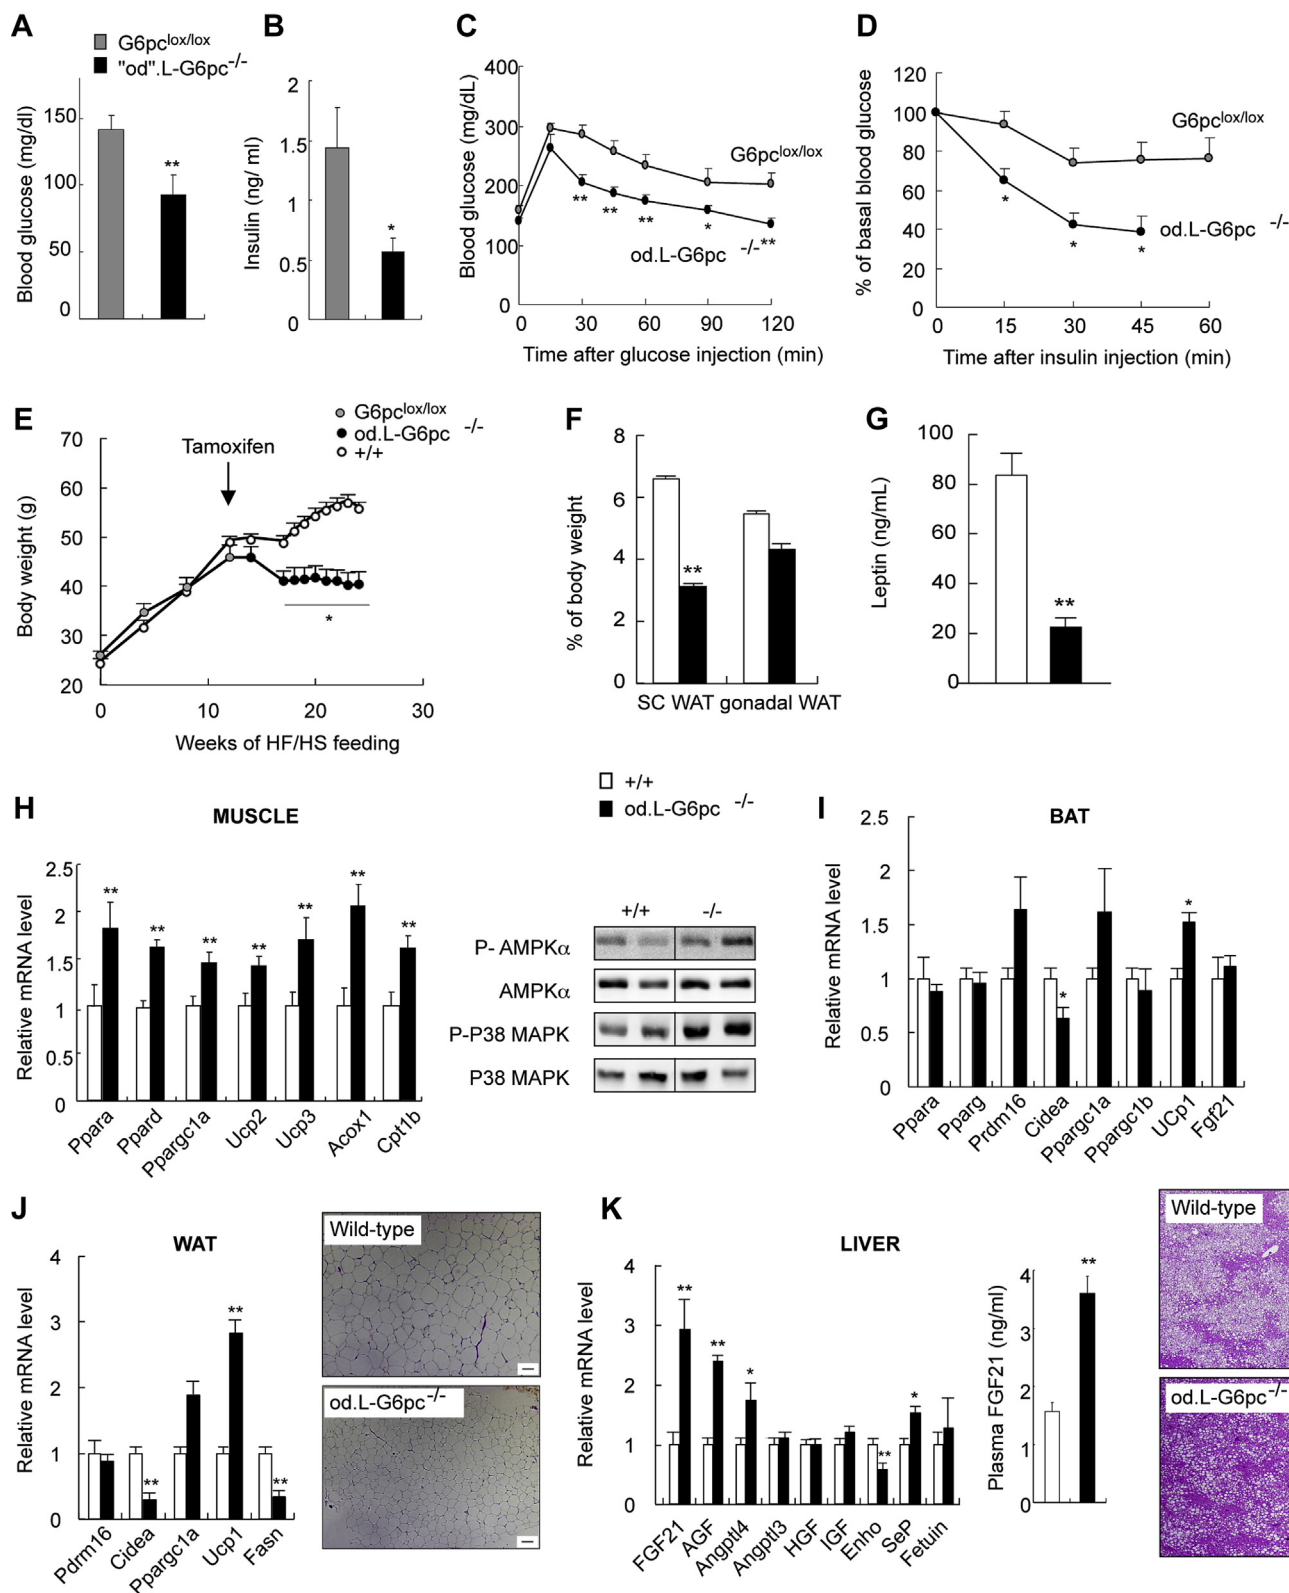 A
G6pc lox/lox
"od".L-G6pc -/-
Blood glucose (mg/dl)
150
100
50
0
**
B
Insulin (ng/ ml)
2
1.5
1
0.5
0
*
C
Blood glucose (mg/dL)
400
300
200
100
0
G6pc lox/lox
** ** ** * **
od.L-G6pc -/-
0 30 60 90 120
Time after glucose injection (min)
D
% of basal blood glucose
120
100
80
60
40
20
0
G6pc lox/lox
od.L-G6pc -/-
* * *
0 15 30 45 60
Time after insulin injection (min)
E
G6pc lox/lox
od.L-G6pc -/-
+/+
Tamoxifen
Body weight (g)
70
60
50
40
30
20
*
0 10 20 30
Weeks of HF/HS feeding
F
% of body weight
8
6
4
2
0
**
SC WAT gonadal WAT
G
Leptin (ng/mL)
100
80
60
40
20
0
**
+/+
od.L-G6pc -/-
H
MUSCLE
Relative mRNA level
2.5
2
1.5
1
0.5
0
** ** ** ** ** ** **
Ppara Ppard Ppargc1a Ucp2 Ucp3 Acox1 Cpt1b
+/+ -/-
P- AMPKα
AMPKα
P-P38 MAPK
P38 MAPK
I
BAT
Relative mRNA level
2.5
2
1.5
1
0.5
0
* *
Ppara Pparg Prdm16 Cidea Ppargc1a Ppargc1b UCp1 Fgf21
J
WAT
Relative mRNA level
4
3
2
1
0
** ** **
Pdrm16 Cidea Ppargc1a Ucp1 Fasn
Wild-type
od.L-G6pc -/-
K
LIVER
Relative mRNA level
4
3
2
1
0
** ** * ** *
FGF21 AGF Angptl4 Angptl3 HGF IGF Enho SeP Fetuin
Plasma FGF21 (ng/ml)
4
3
2
1
0
**
Wild-type
od.L-G6pc -/-